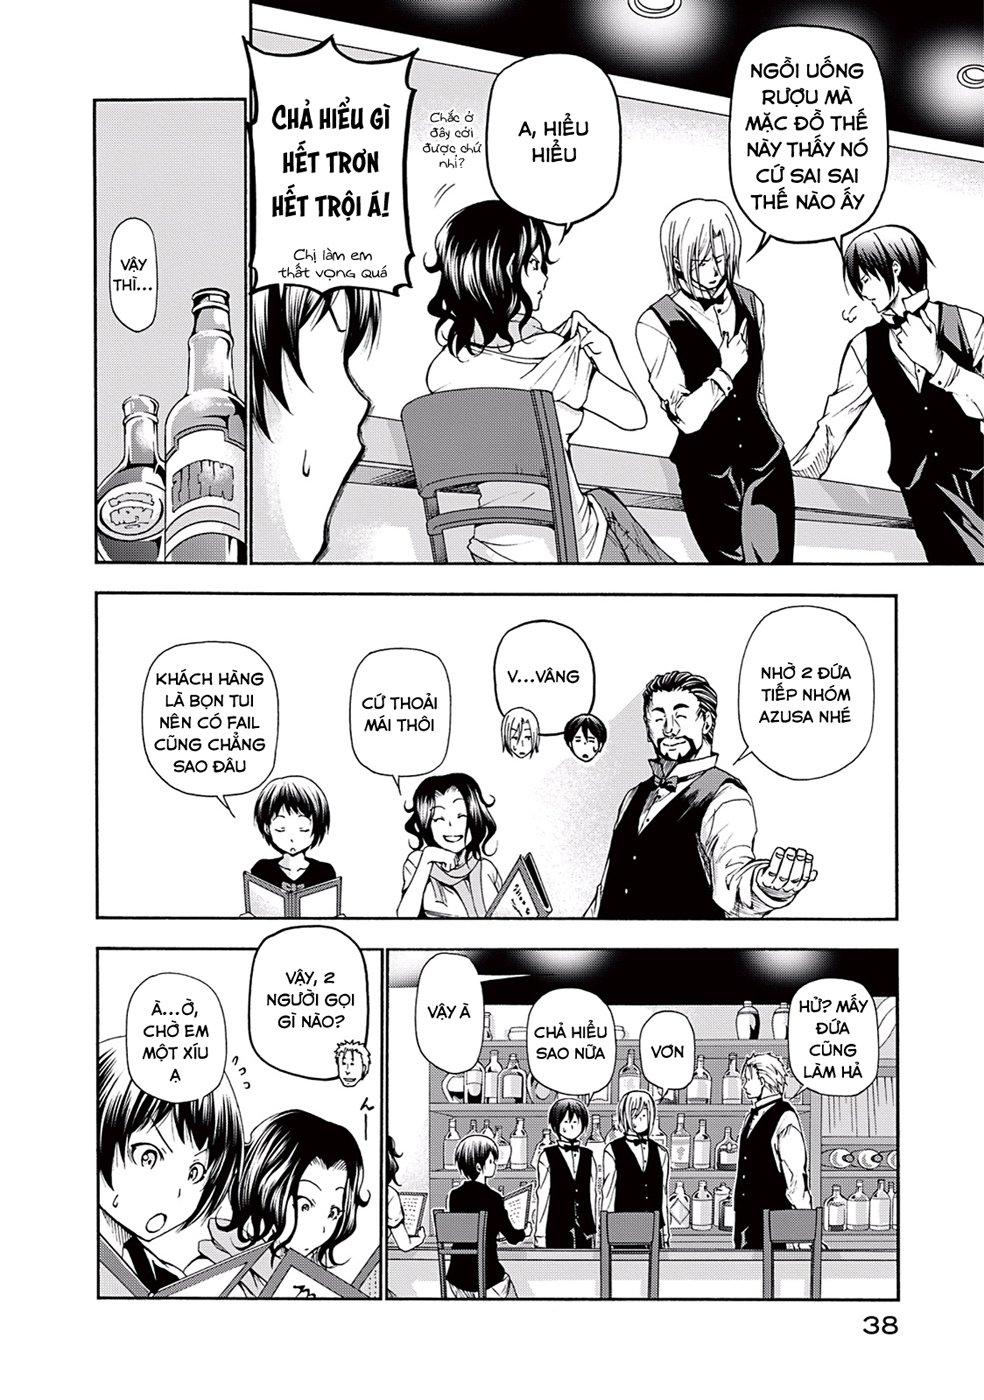 NGỒI UỐNG
RƯỢU MÀ
MẶC ĐỒ THẾ
NÀY THẤY NÓ
CỨ SAI SAI
THẾ NÀO ẤY
A, HIỂU
HIỂU
Chắc ở
đây cởi
được chứ
nhỉ?
CHẢ HIỂU GÌ
HẾT TRƠN
HẾT TRỘI Á!
Chị làm em
thất vọng quá
VẬY
THÌ...
NHỜ 2 ĐỨA
TIẾP NHÓM
AZUSA NHÉ
V...VÂNG
CỨ THOẢI
MÁI THÔI
KHÁCH HÀNG
LÀ BỌN TUI
NÊN CÓ FAIL
CŨNG CHẲNG
SAO ĐÂU
HỬ? MẤY
ĐỨA
CŨNG
LÀM HẢ
VƠN
CHẢ HIỂU
SAO NỮA
VẬY À
VẬY, 2
NGƯỜI GỌI
GÌ NÀO?
んー
À...Ờ,
CHỜ EM
MỘT XÍU
Ạ
38